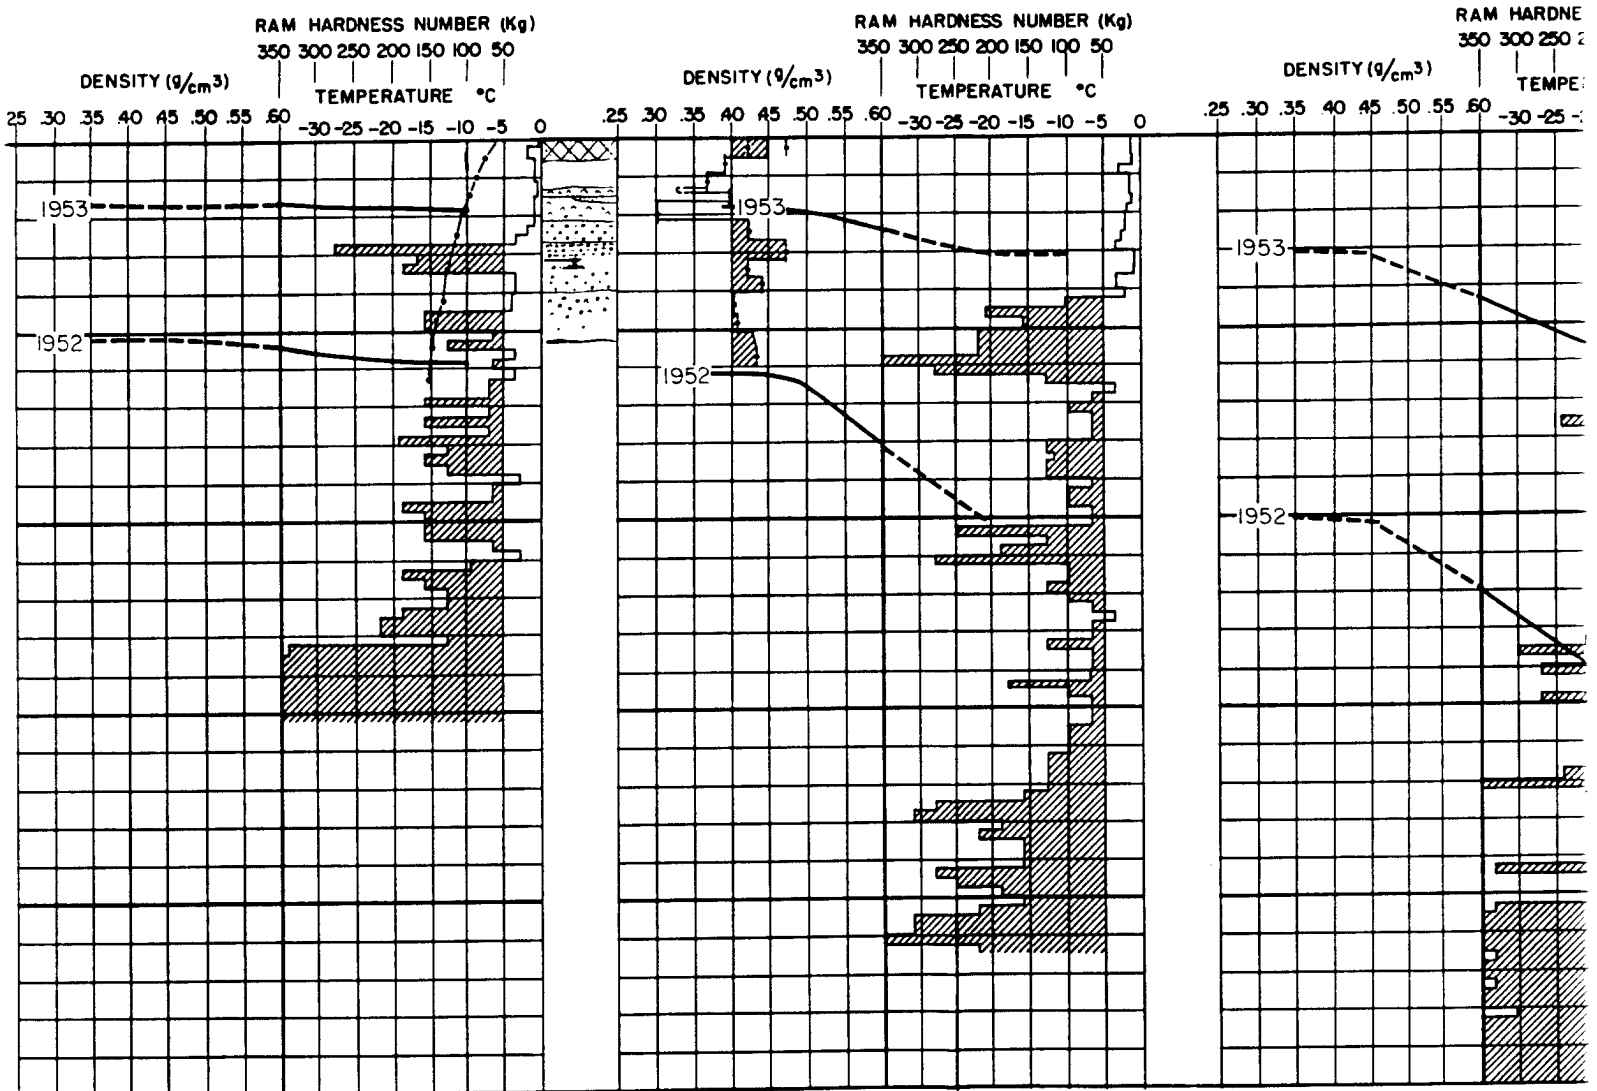 RAM HARDNESS NUMBER (Kg)
350 300 250 200 150 100 50
DENSITY (g/cm3)
TEMPERATURE °C
25 .30 .35 .40 .45 .50 .55 .60 -30 -25 -20 -15 -10 -5 0
1953
1952
RAM HARDNESS NUMBER (Kg)
350 300 250 200 150 100 50
DENSITY (g/cm3)
TEMPERATURE °C
.25 .30 .35 .40 .45 .50 .55 .60 -30 -25 -20 -15 -10 -5 0
1953
1952
RAM HARDNE
350 300 250 2
DENSITY (g/cm3)
TEMPE
.25 .30 .35 .40 .45 .50 .55 .60 -30 -25 -
1953
1952